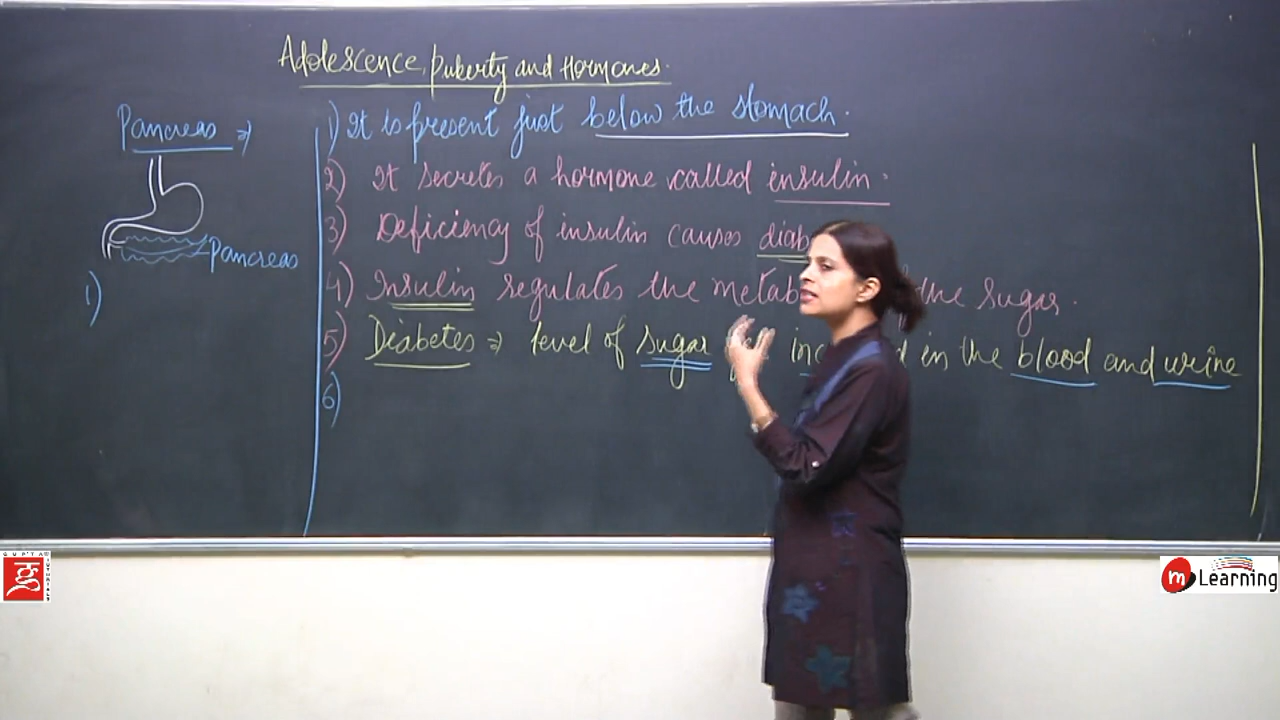 Adolescence, puberty and Hormones.
Pancreas ⇒
1) It is present just below the stomach.
2) It secretes a hormone called insulin.
3) Deficiency of insulin causes diab
4) Insulin regulates the metab the sugar.
5) Diabetes ⇒ level of sugar in the blood and urine
6)
Pancreas
1)
GUPTA
m Learning